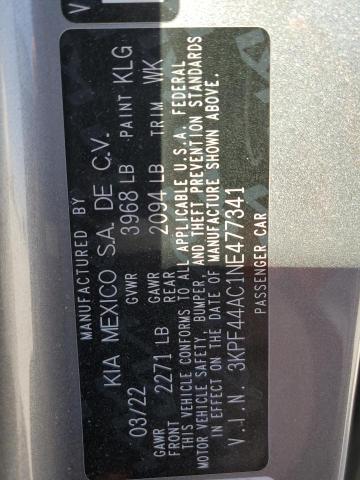 MANUFACTURED BY
KIA MEXICO S.A. DE C.V.
03/22 GVWR 3968 LB PAINT KLG
GAWR FRONT 2271 LB GAWR REAR 2094 LB TRIM WK
THIS VEHICLE CONFORMS TO ALL APPLICABLE U.S.A. FEDERAL
MOTOR VEHICLE SAFETY, BUMPER, AND THEFT PREVENTION STANDARDS
IN EFFECT ON THE DATE OF MANUFACTURE SHOWN ABOVE.
V.I.N. 3KPF44AC1NE477341
PASSENGER CAR
V